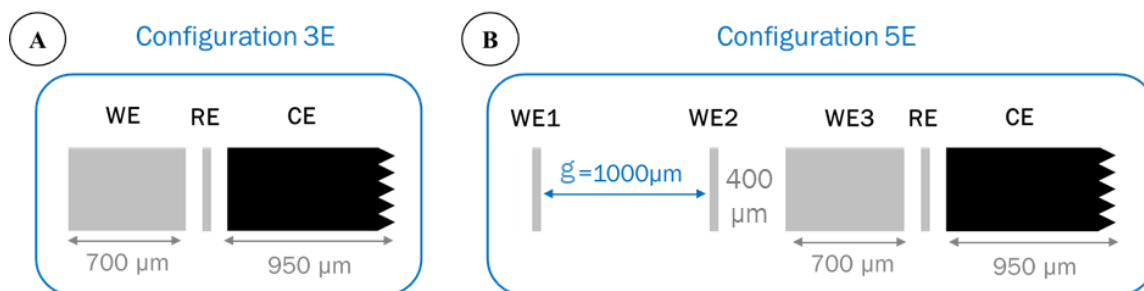 A
Configuration 3E
WE RE CE
700 µm 950 µm
B
Configuration 5E
WE1 WE2 WE3 RE CE
g=1000µm
400
µm
700 µm 950 µm